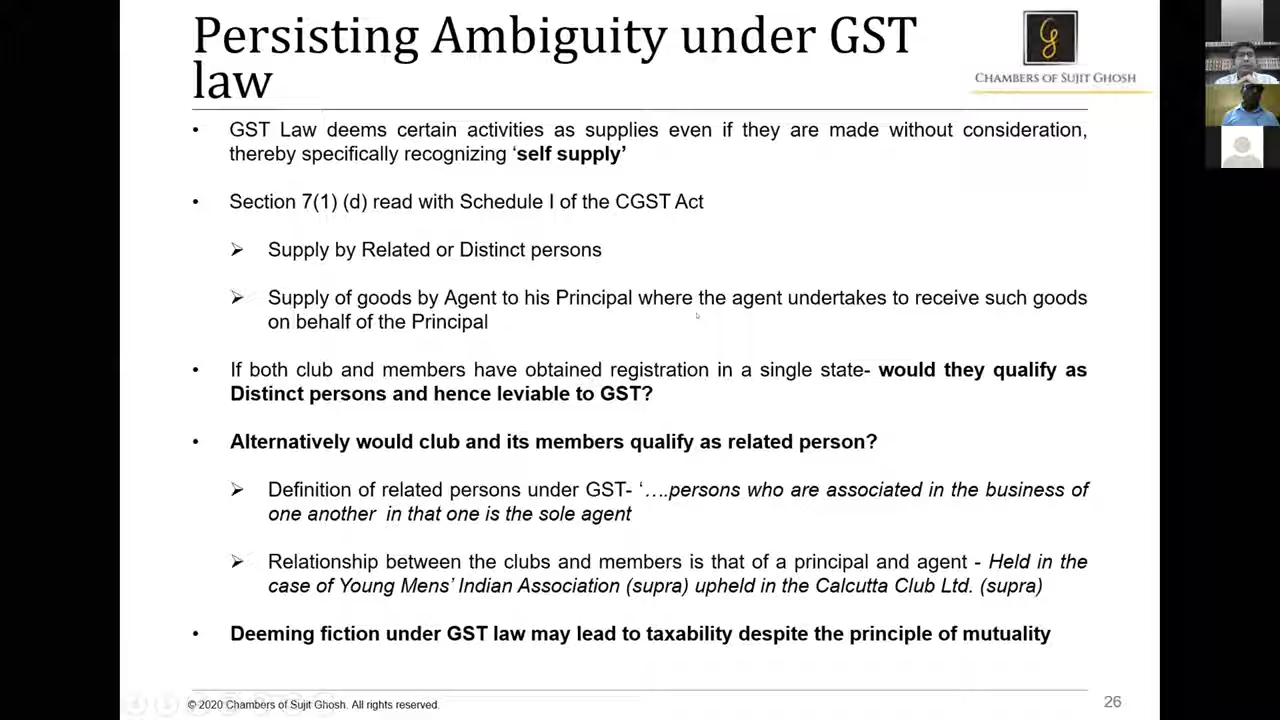 Persisting Ambiguity under GST
law
CHAMBERS OF SUJIT GHOSH
• GST Law deems certain activities as supplies even if they are made without consideration,
thereby specifically recognizing ‘self supply’
• Section 7(1) (d) read with Schedule I of the CGST Act
➢ Supply by Related or Distinct persons
➢ Supply of goods by Agent to his Principal where the agent undertakes to receive such goods
on behalf of the Principal
• If both club and members have obtained registration in a single state- would they qualify as
Distinct persons and hence leviable to GST?
• Alternatively would club and its members qualify as related person?
➢ Definition of related persons under GST- ‘….persons who are associated in the business of
one another in that one is the sole agent
➢ Relationship between the clubs and members is that of a principal and agent - Held in the
case of Young Mens’ Indian Association (supra) upheld in the Calcutta Club Ltd. (supra)
• Deeming fiction under GST law may lead to taxability despite the principle of mutuality
© 2020 Chambers of Sujit Ghosh. All rights reserved.
26